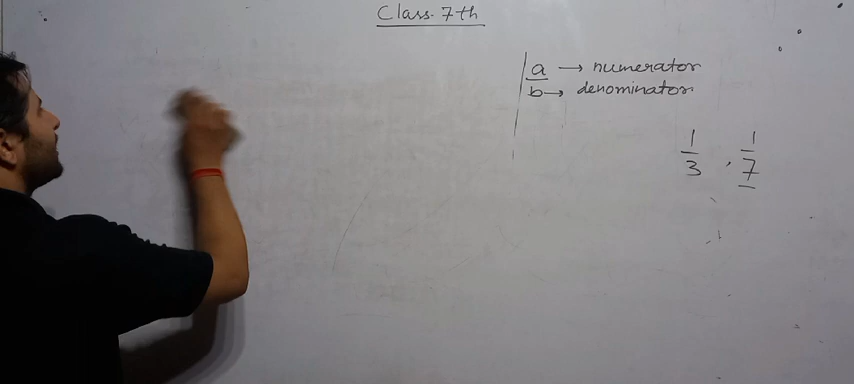 Class. 7th
a → numerator
b → denominator.
1/3 , 1/7